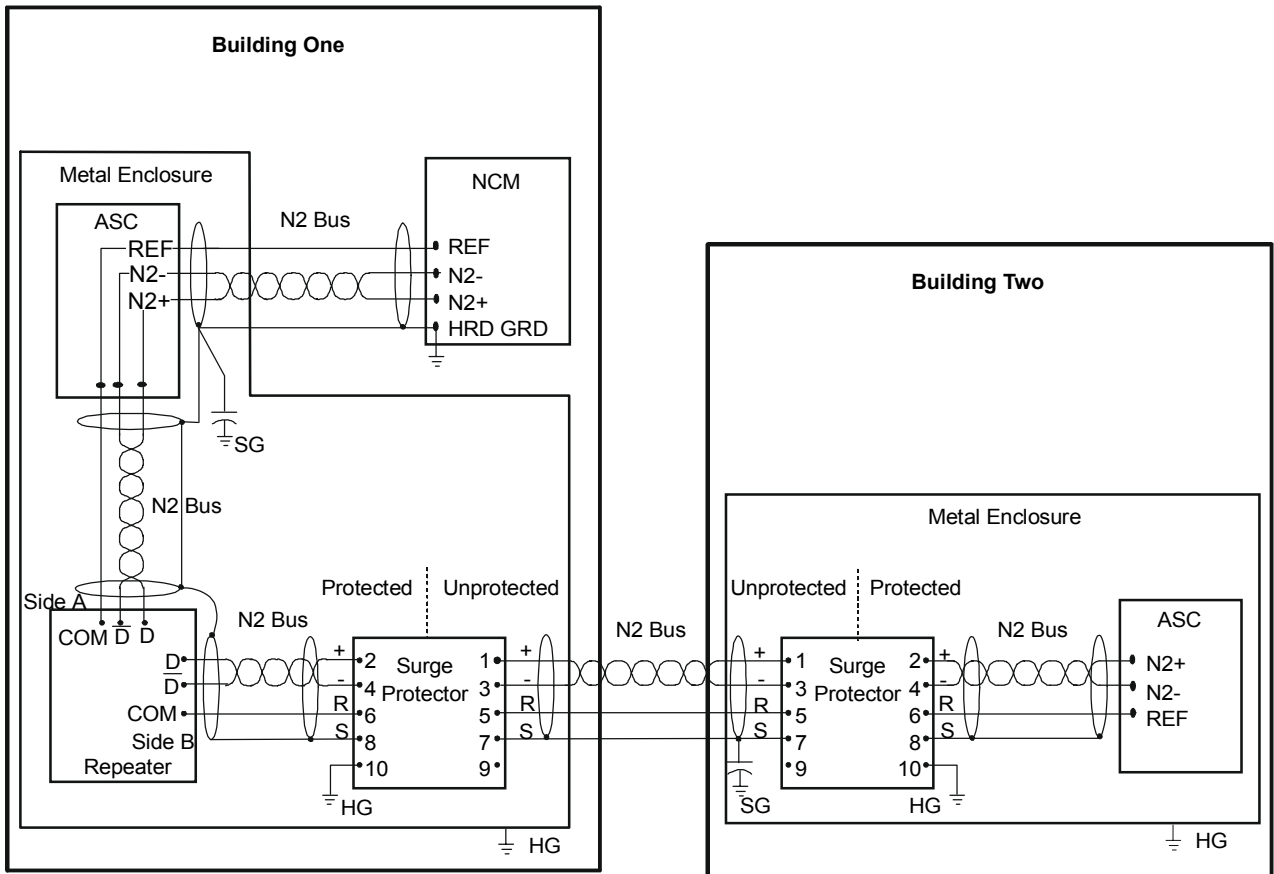 Building One
Metal Enclosure
ASC
REF
N2-
N2+
N2 Bus
NCM
REF
N2-
N2+
HRD GRD
SG
N2 Bus
Side A
COM D̅ D
D
D̅
COM
Side B
Repeater
N2 Bus
+
-
R
S
Protected
Unprotected
2
4
6
8
10
Surge
Protector
1
3
5
7
9
HG
HG
+
-
R
S
N2 Bus
Building Two
Metal Enclosure
Unprotected
Protected
+
-
R
S
SG
1
3
5
7
9
Surge
Protector
2
4
6
8
10
+
-
R
S
HG
N2 Bus
ASC
N2+
N2-
REF
HG